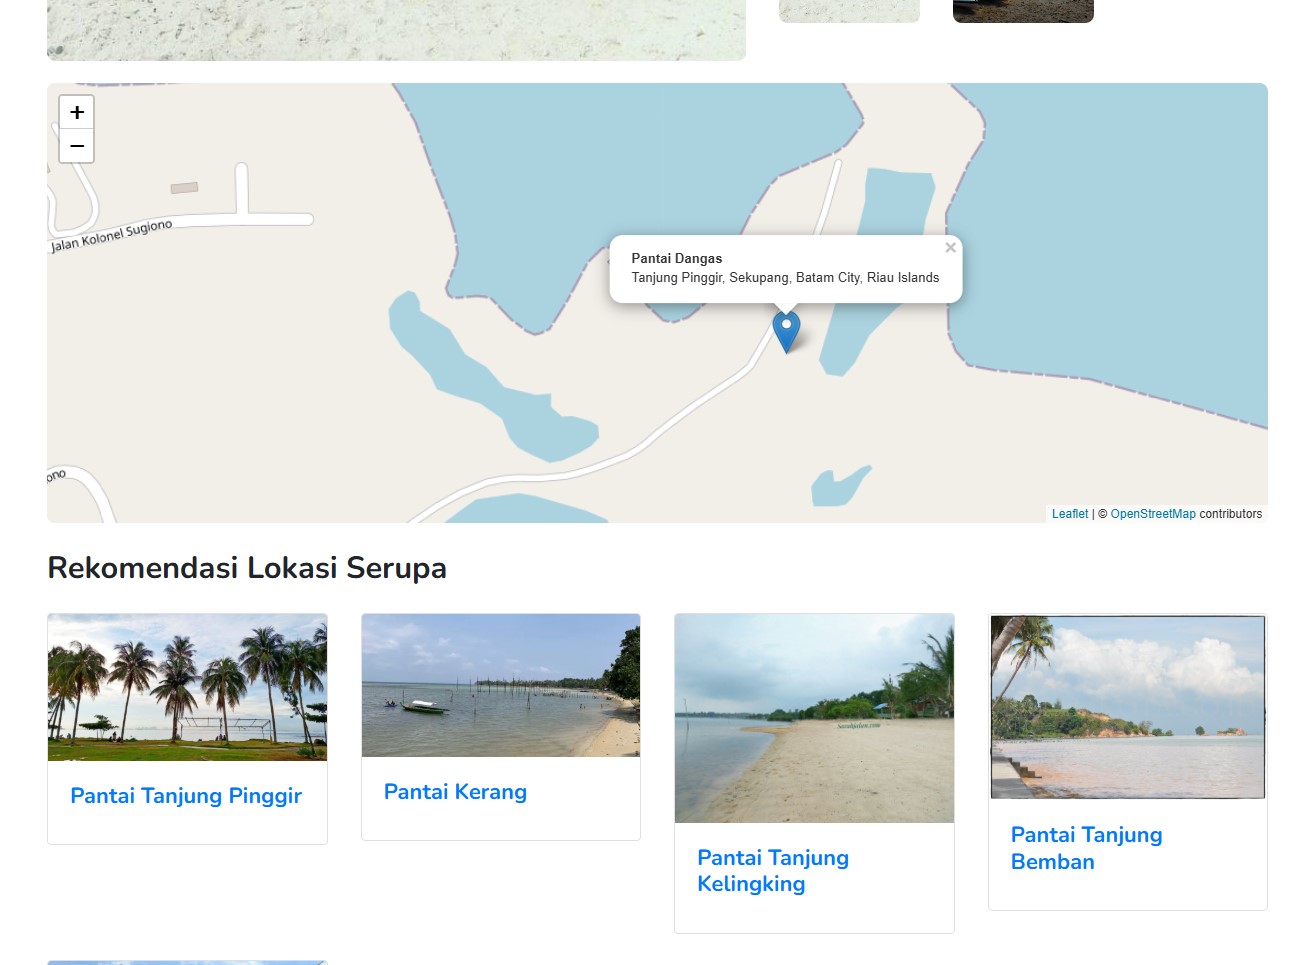 +
−
Jalan Kolonel Sugiono
Pantai Dangas
×
Tanjung Pinggir, Sekupang, Batam City, Riau Islands
ono
Leaflet | © OpenStreetMap contributors
Rekomendasi Lokasi Serupa
Pantai Tanjung Pinggir
Pantai Kerang
Pantai Tanjung
Kelingking
Pantai Tanjung
Bemban